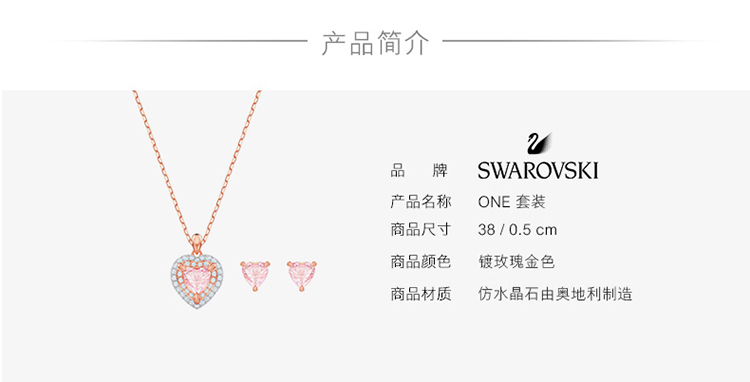 产品简介
品 牌 SWAROVSKI
产品名称 ONE 套装
商品尺寸 38 / 0.5 cm
商品颜色 镀玫瑰金色
商品材质 仿水晶石由奥地利制造